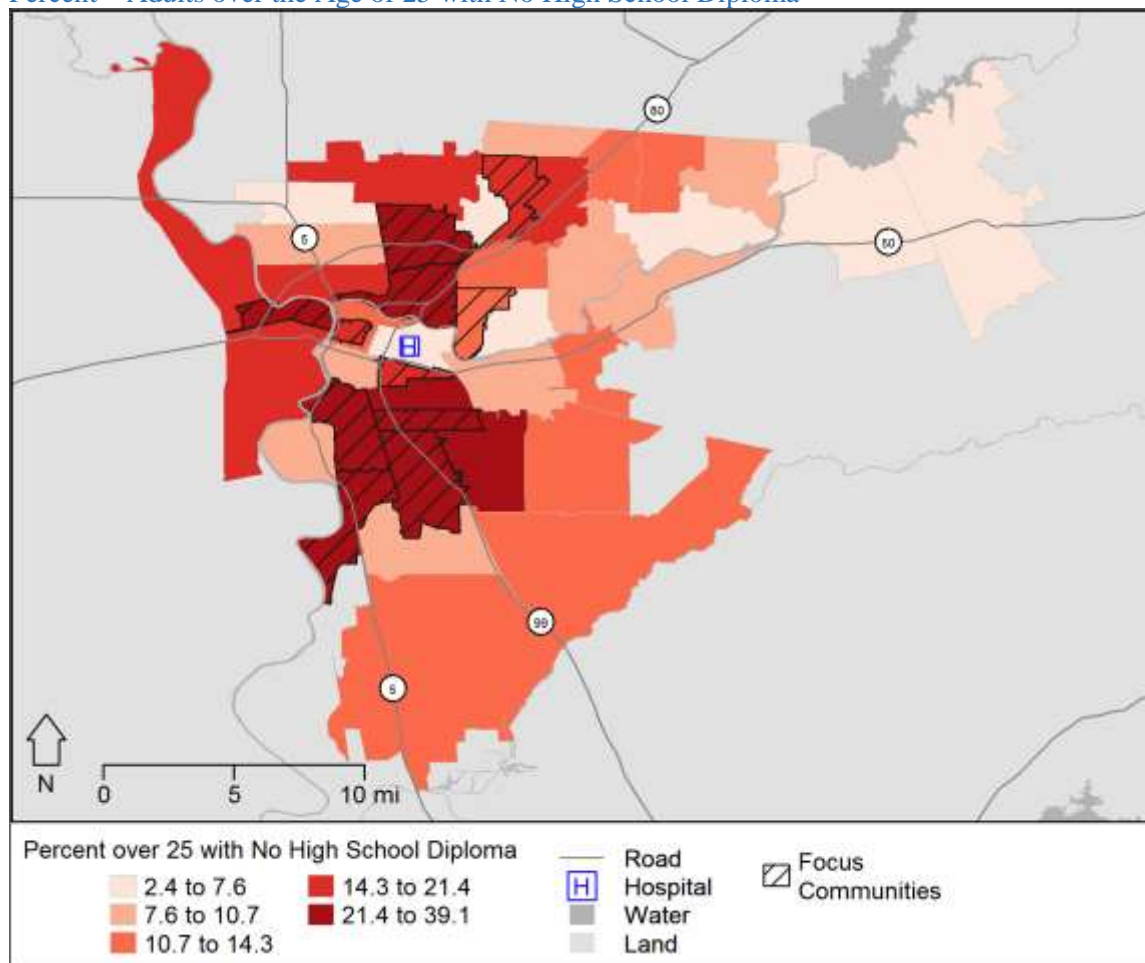 Percent – Adults over the Age of 25 with No High School Diploma
80
5
50
99
5
N
0 5 10 mi
Percent over 25 with No High School Diploma
2.4 to 7.6
7.6 to 10.7
10.7 to 14.3
14.3 to 21.4
21.4 to 39.1
Road
H Hospital
Water
Land
Focus
Communities
H